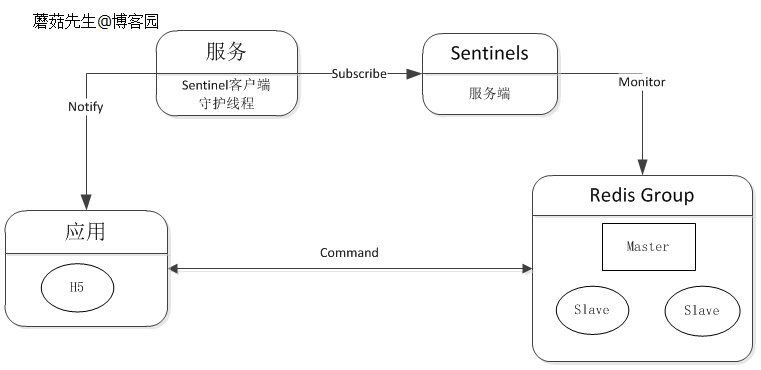 蘑菇先生@博客园
服务
Sentinel客户端
守护线程
Subscribe
Sentinels
服务端
Notify
Monitor
应用
H5
Command
Redis Group
Master
Slave
Slave